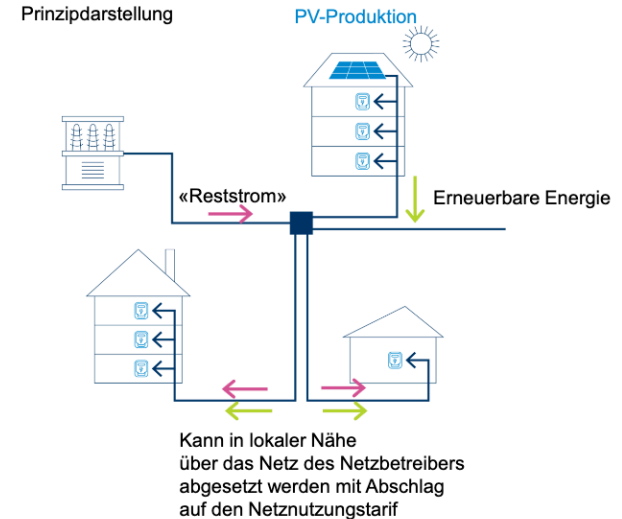 Prinzipdarstellung
PV-Produktion
«Reststrom»
Erneuerbare Energie
Kann in lokaler Nähe
über das Netz des Netzbetreibers
abgesetzt werden mit Abschlag
auf den Netznutzungstarif